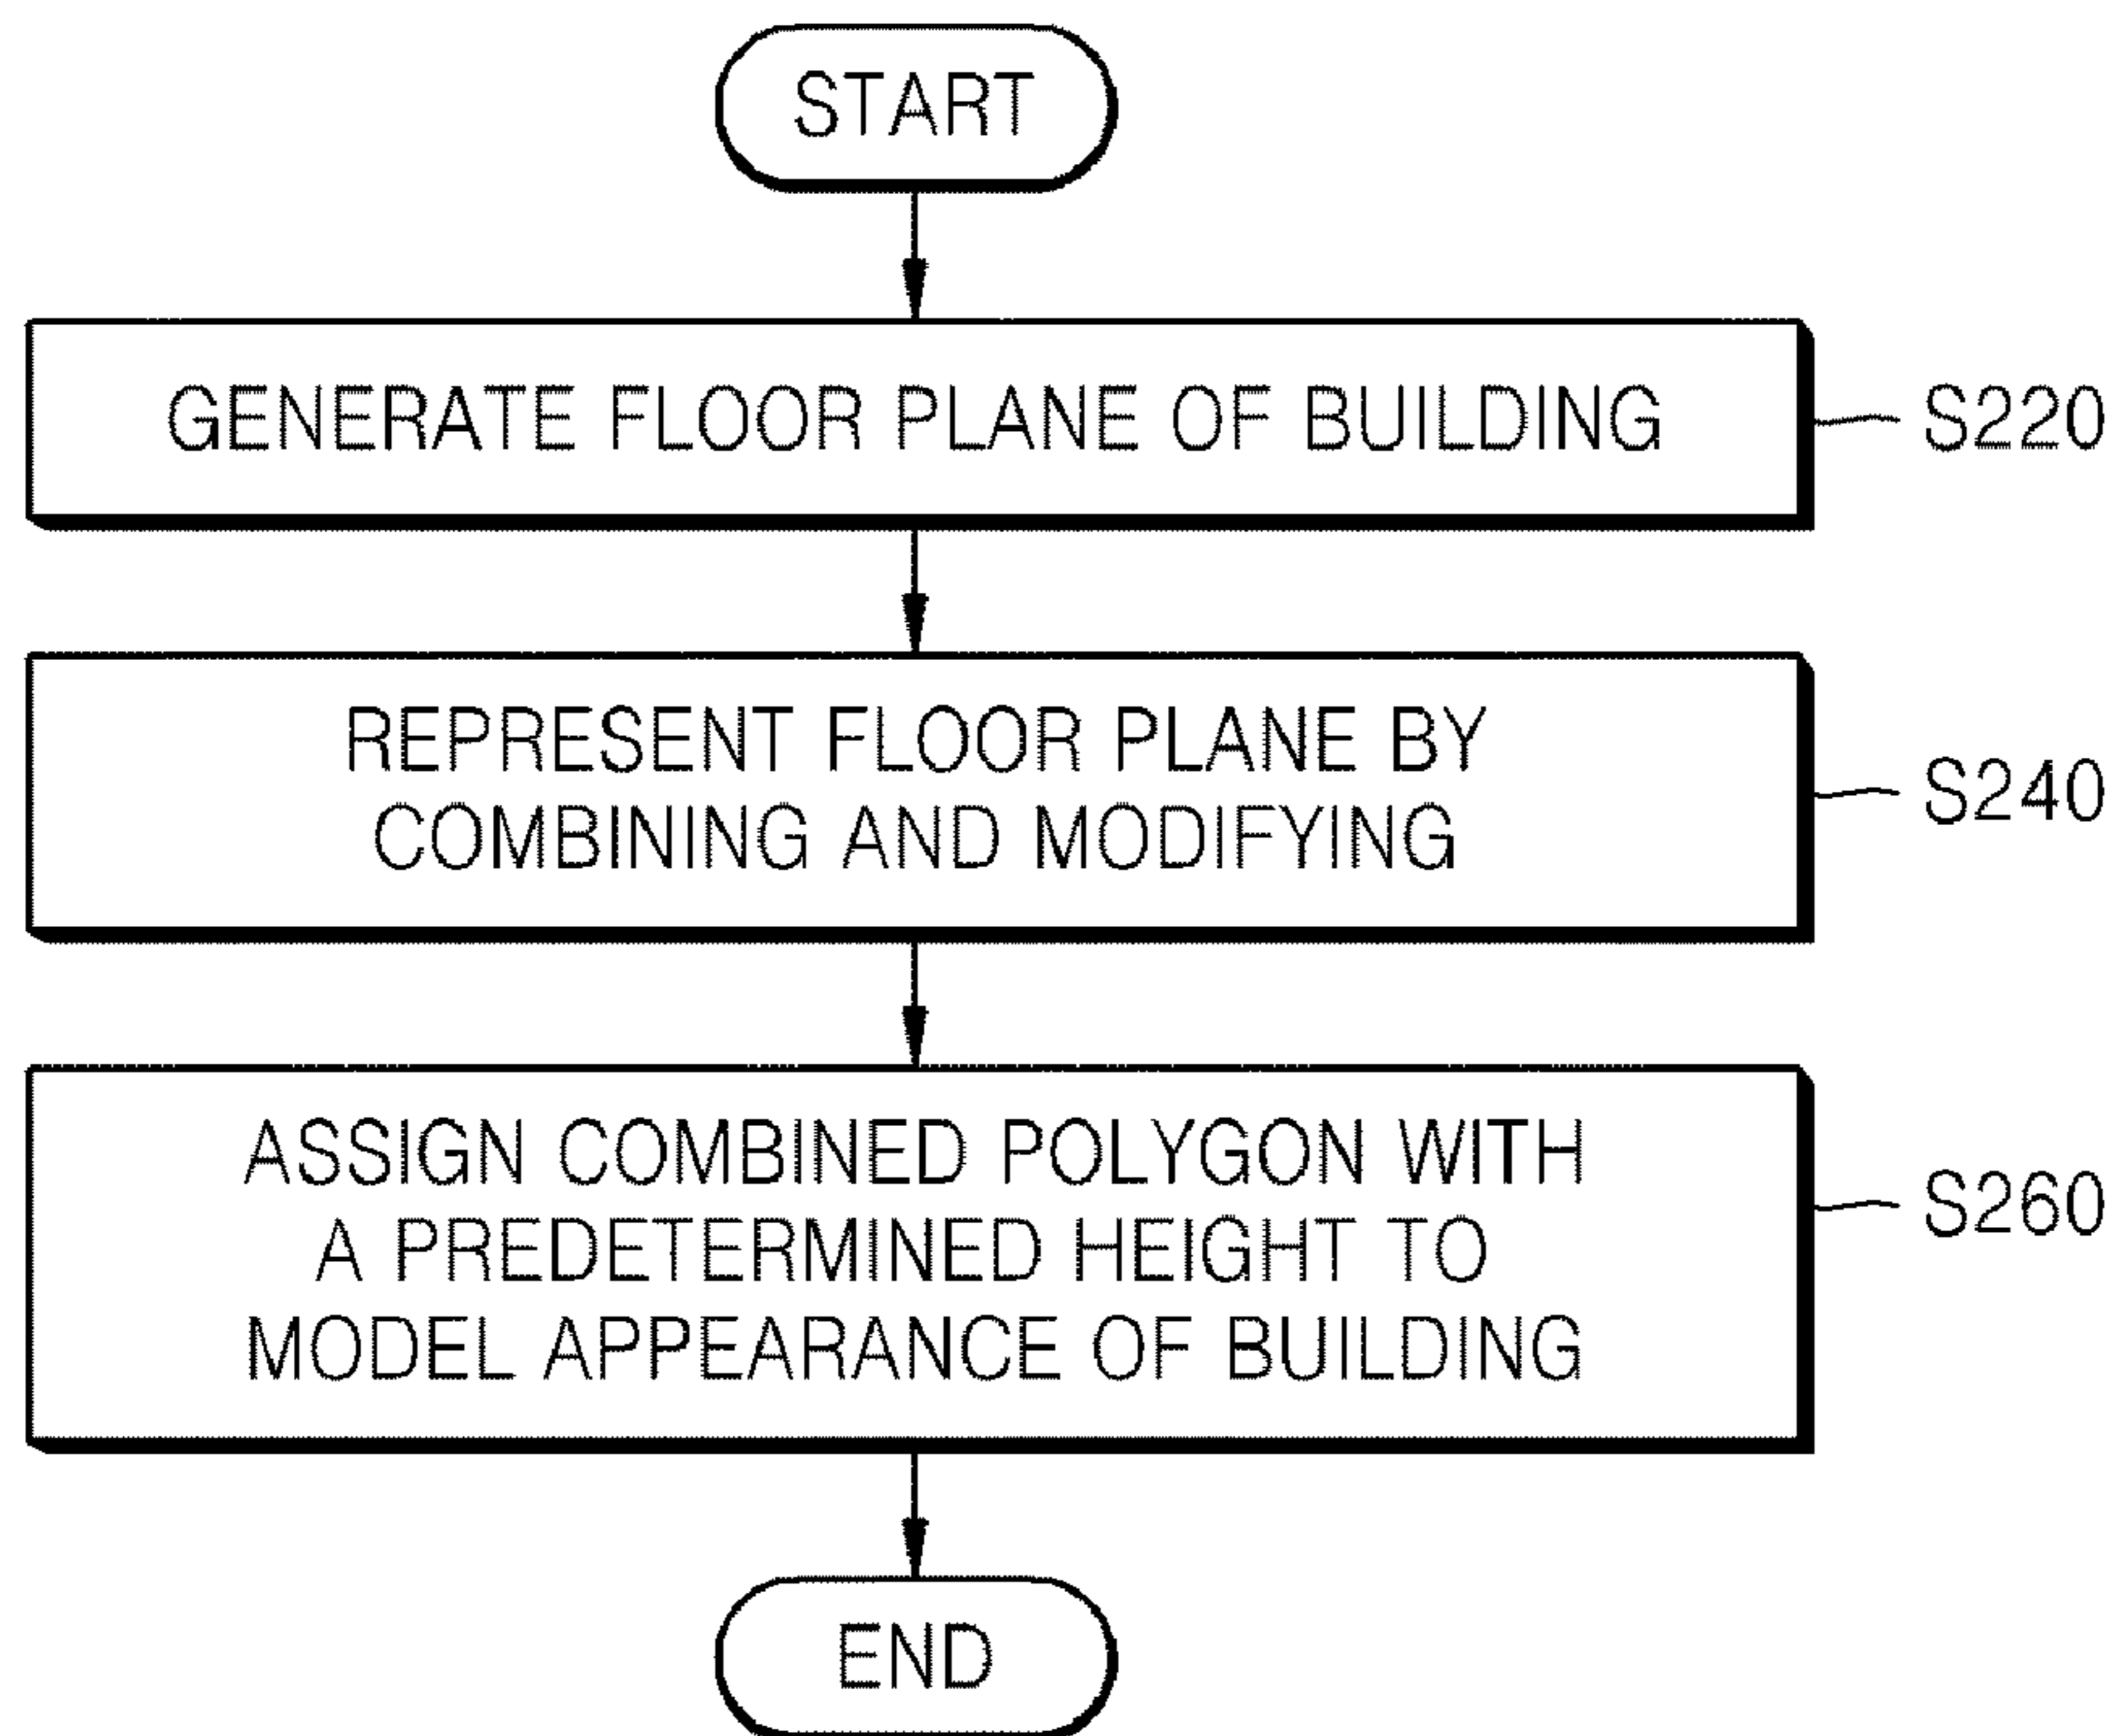 START
GENERATE FLOOR PLANE OF BUILDING
S220
REPRESENT FLOOR PLANE BY
COMBINING AND MODIFYING
S240
ASSIGN COMBINED POLYGON WITH
A PREDETERMINED HEIGHT TO
MODEL APPEARANCE OF BUILDING
S260
END